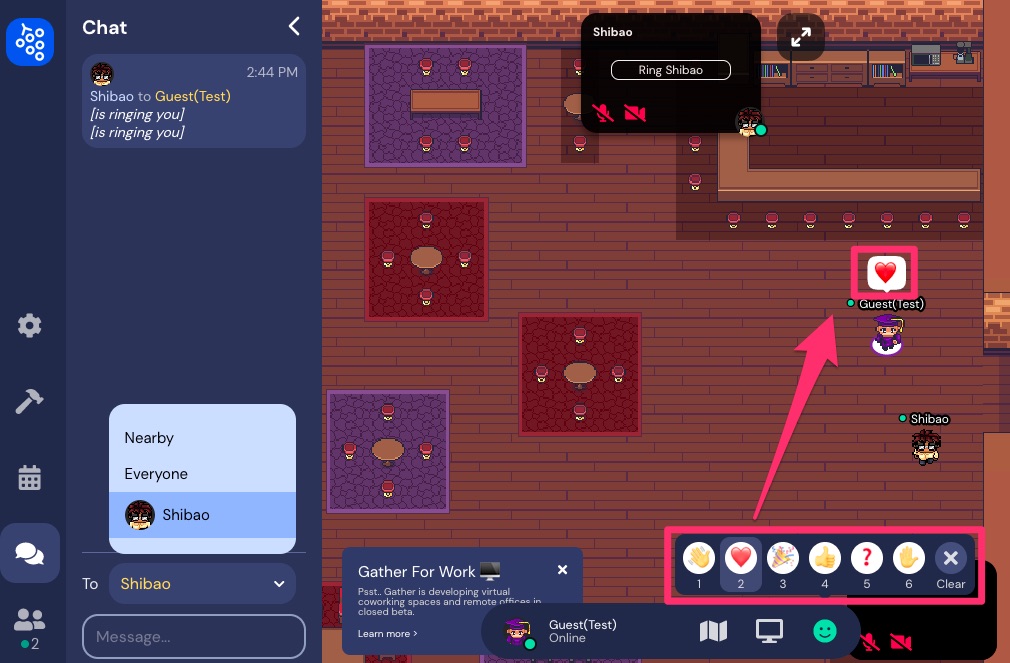 Chat
2:44 PM
Shibao to Guest(Test)
[is ringing you]
[is ringing you]
Nearby
Everyone
Shibao
To Shibao
Message...
2
Shibao
Ring Shibao
Guest(Test)
Shibao
1 2 3 4 5 6 Clear
Gather For Work
Psst.. Gather is developing virtual
coworking spaces and remote offices in
closed beta.
Learn more >
Guest(Test)
Online